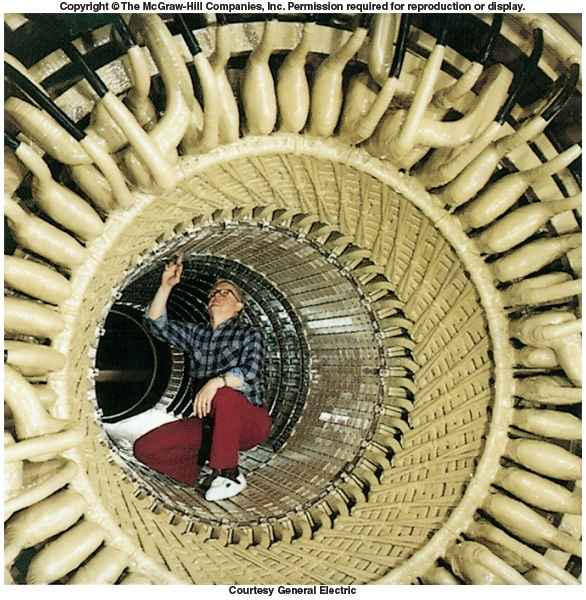 Copyright © The McGraw-Hill Companies, Inc. Permission required for reproduction or display.
Courtesy General Electric